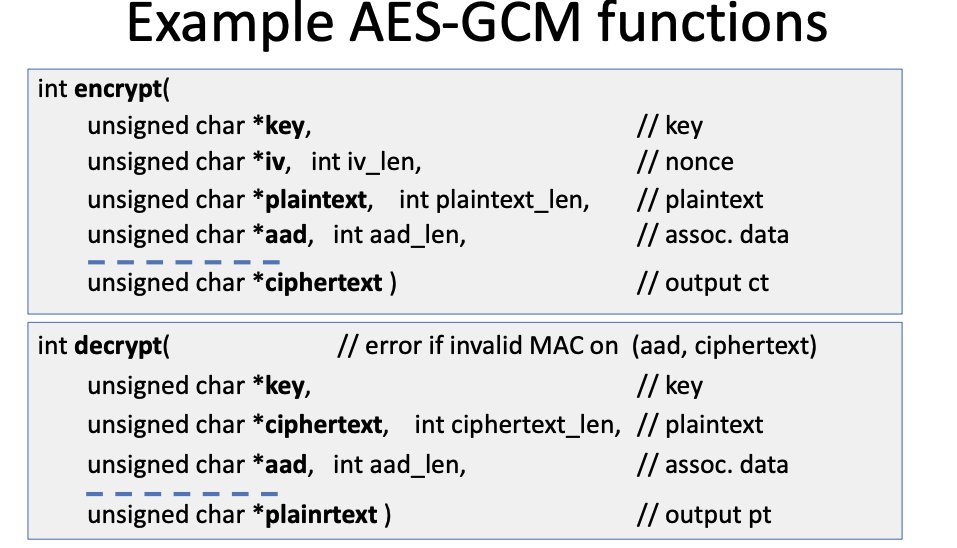 Example AES-GCM functions
int encrypt(
unsigned char *key, // key
unsigned char *iv, int iv_len, // nonce
unsigned char *plaintext, int plaintext_len, // plaintext
unsigned char *aad, int aad_len, // assoc. data
unsigned char *ciphertext ) // output ct
int decrypt( // error if invalid MAC on (aad, ciphertext)
unsigned char *key, // key
unsigned char *ciphertext, int ciphertext_len, // plaintext
unsigned char *aad, int aad_len, // assoc. data
unsigned char *plainrtext ) // output pt